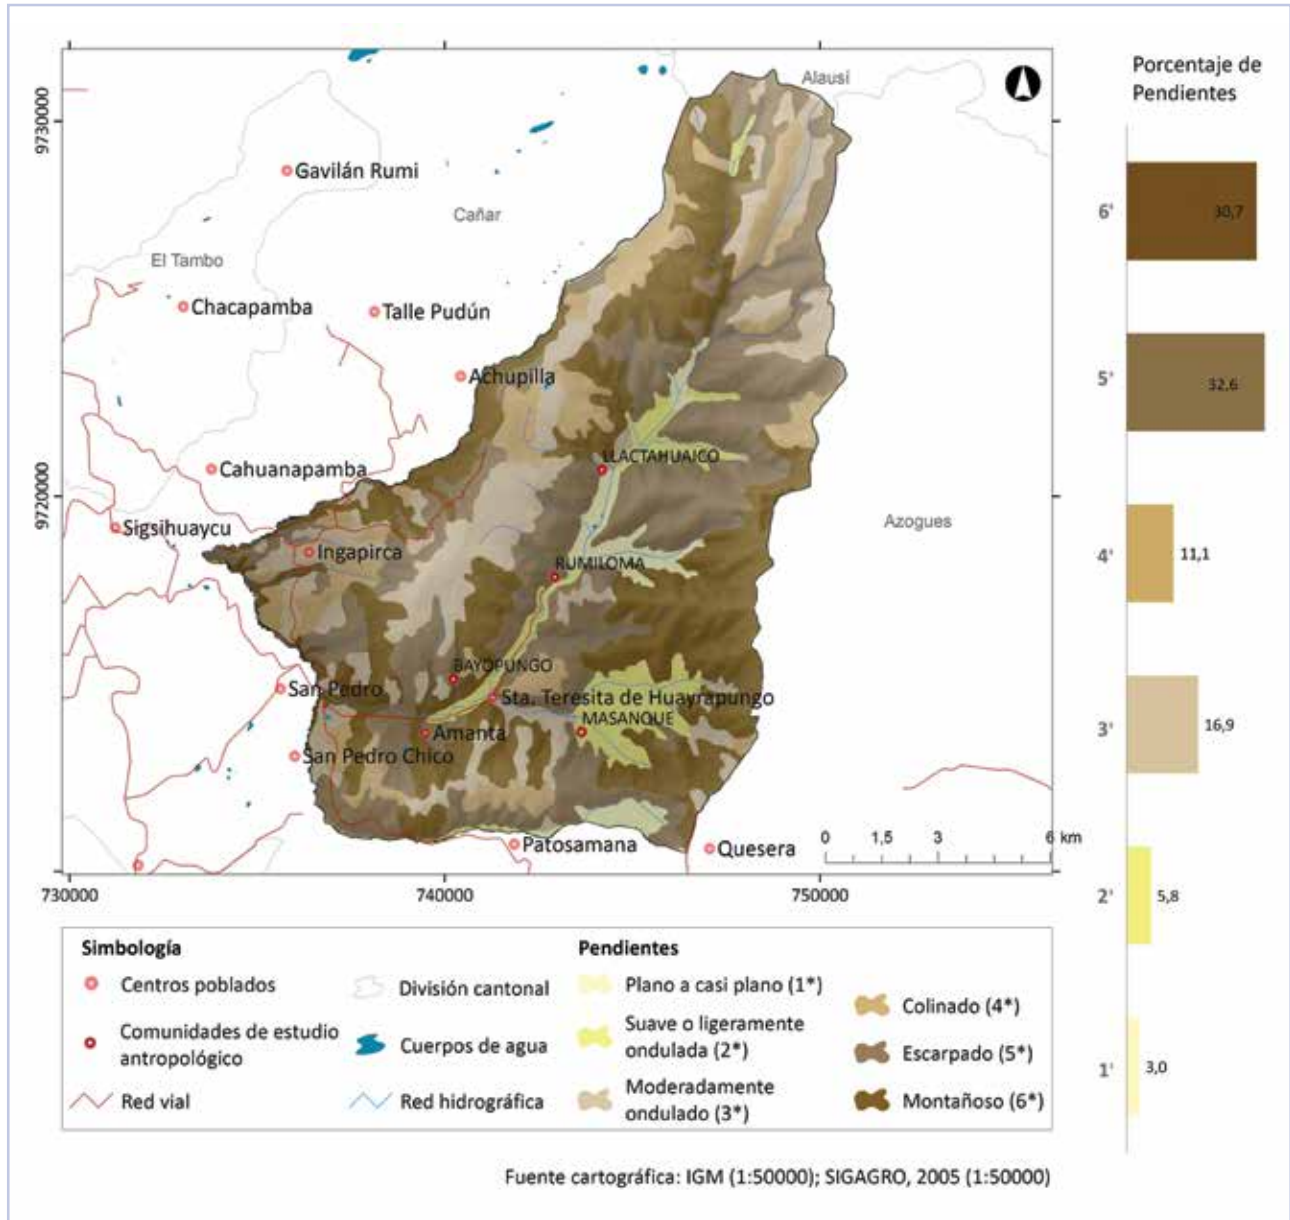 Porcentaje de
Pendientes
Alausí
9730000
Gavilán Rumi
Cañar
El Tambo
Chacapamba
Talle Pudún
Achupilla
LLACTAHUAICO
Cahuanapamba
9720000
Sigsihuaycu
Azogues
Ingapirca
RUMILOMA
BAYOPUNGO
San Pedro
Sta. Teresita de Huayrapungo
MASANQUE
Amanta
San Pedro Chico
Patosamana
Quesera
0 1,5 3 6 km
730000
740000
750000
6'
30,7
5'
32,6
4'
11,1
3'
16,9
2'
5,8
1'
3,0
Simbología
Centros poblados
Comunidades de estudio
antropológico
Red vial
División cantonal
Cuerpos de agua
Red hidrográfica
Pendientes
Plano a casi plano (1*)
Suave o ligeramente
ondulada (2*)
Moderadamente
ondulado (3*)
Colinado (4*)
Escarpado (5*)
Montañoso (6*)
Fuente cartográfica: IGM (1:50000); SIGAGRO, 2005 (1:50000)